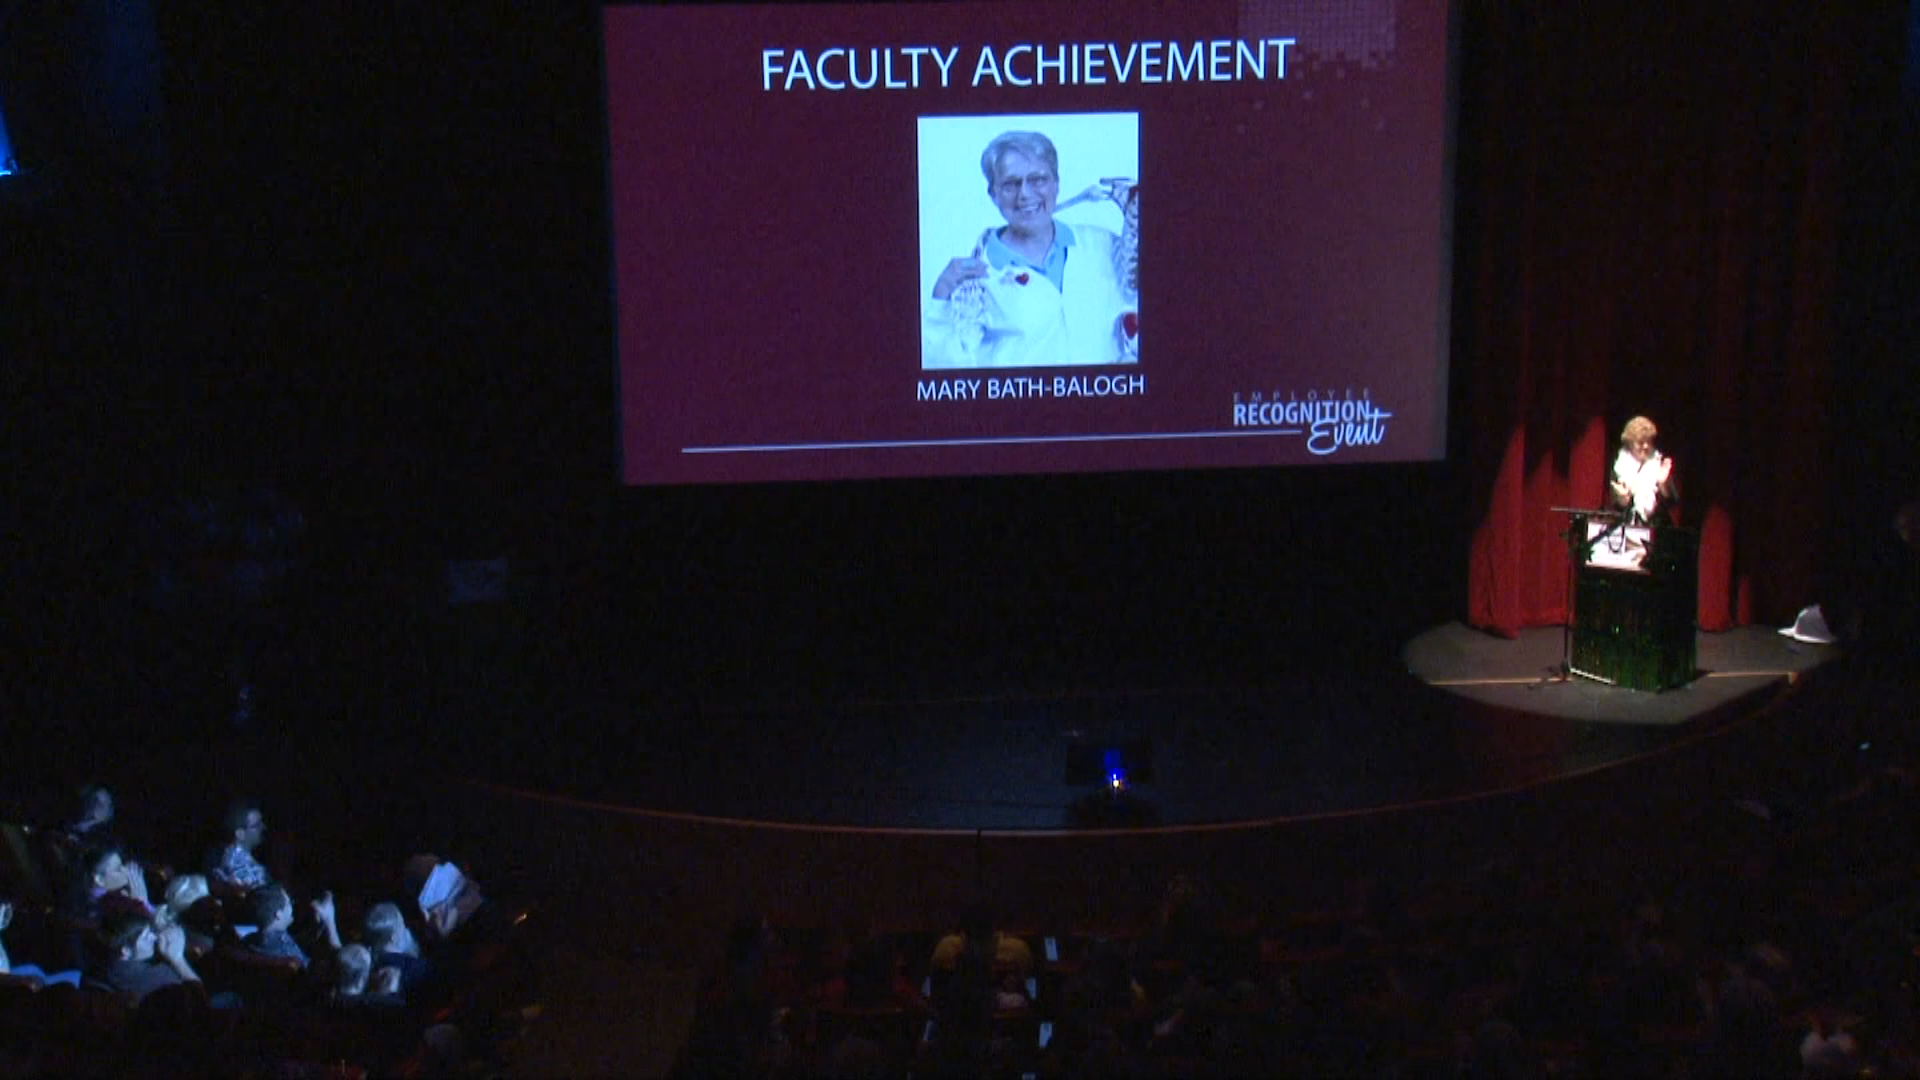 FACULTY ACHIEVEMENT
MARY BATH-BALOGH
EMPLOYEE
RECOGNITION
Event